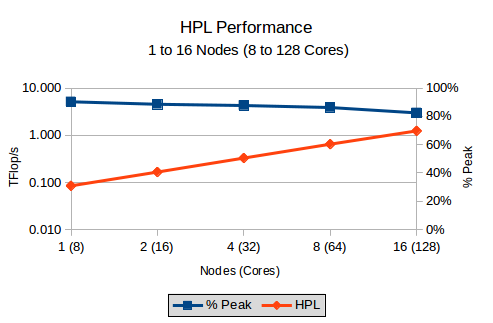 HPL Performance
1 to 16 Nodes (8 to 128 Cores)
10.000
1.000
0.100
0.010
TFlop/s
100%
80%
60%
40%
20%
0%
% Peak
1 (8)
2 (16)
4 (32)
8 (64)
16 (128)
Nodes (Cores)
% Peak
HPL